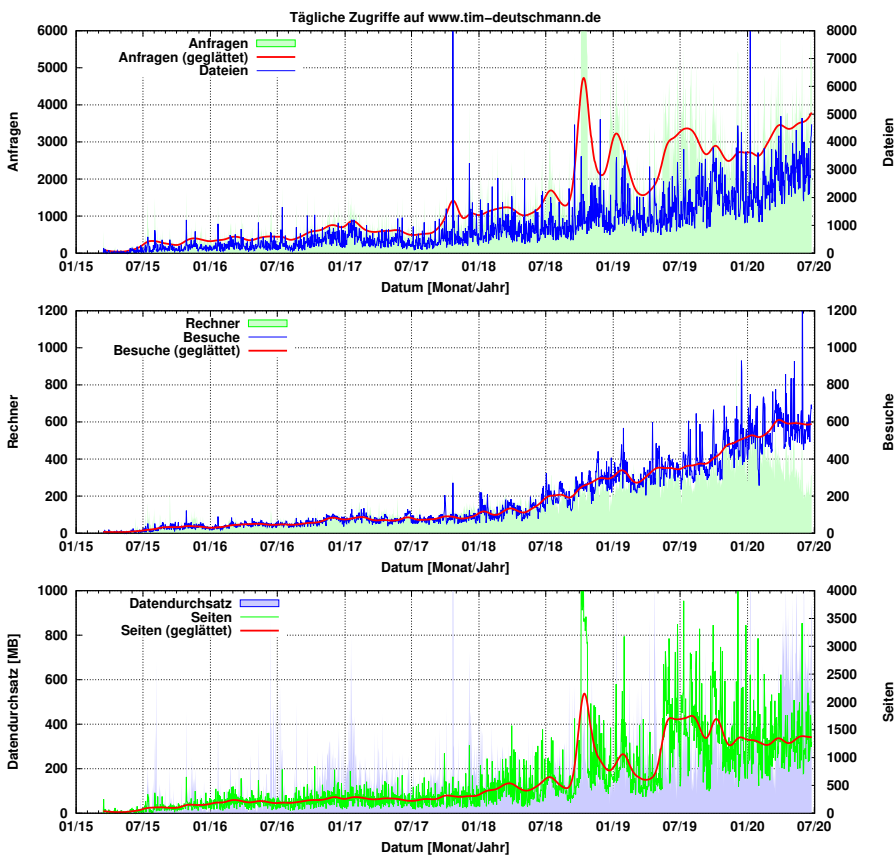 Tägliche Zugriffe auf www.tim-deutschmann.de
Anfragen
Anfragen (geglättet)
Dateien
6000
5000
4000
3000
2000
1000
0
8000
7000
6000
5000
4000
3000
2000
1000
0
Anfragen
Dateien
01/15 07/15 01/16 07/16 01/17 07/17 01/18 07/18 01/19 07/19 01/20 07/20
Datum [Monat/Jahr]
Rechner
Besuche
Besuche (geglättet)
1200
1000
800
600
400
200
0
1200
1000
800
600
400
200
0
Rechner
Besuche
01/15 07/15 01/16 07/16 01/17 07/17 01/18 07/18 01/19 07/19 01/20 07/20
Datum [Monat/Jahr]
Datendurchsatz
Seiten
Seiten (geglättet)
1000
800
600
400
200
0
4000
3500
3000
2500
2000
1500
1000
500
0
Datendurchsatz [MB]
Seiten
01/15 07/15 01/16 07/16 01/17 07/17 01/18 07/18 01/19 07/19 01/20 07/20
Datum [Monat/Jahr]